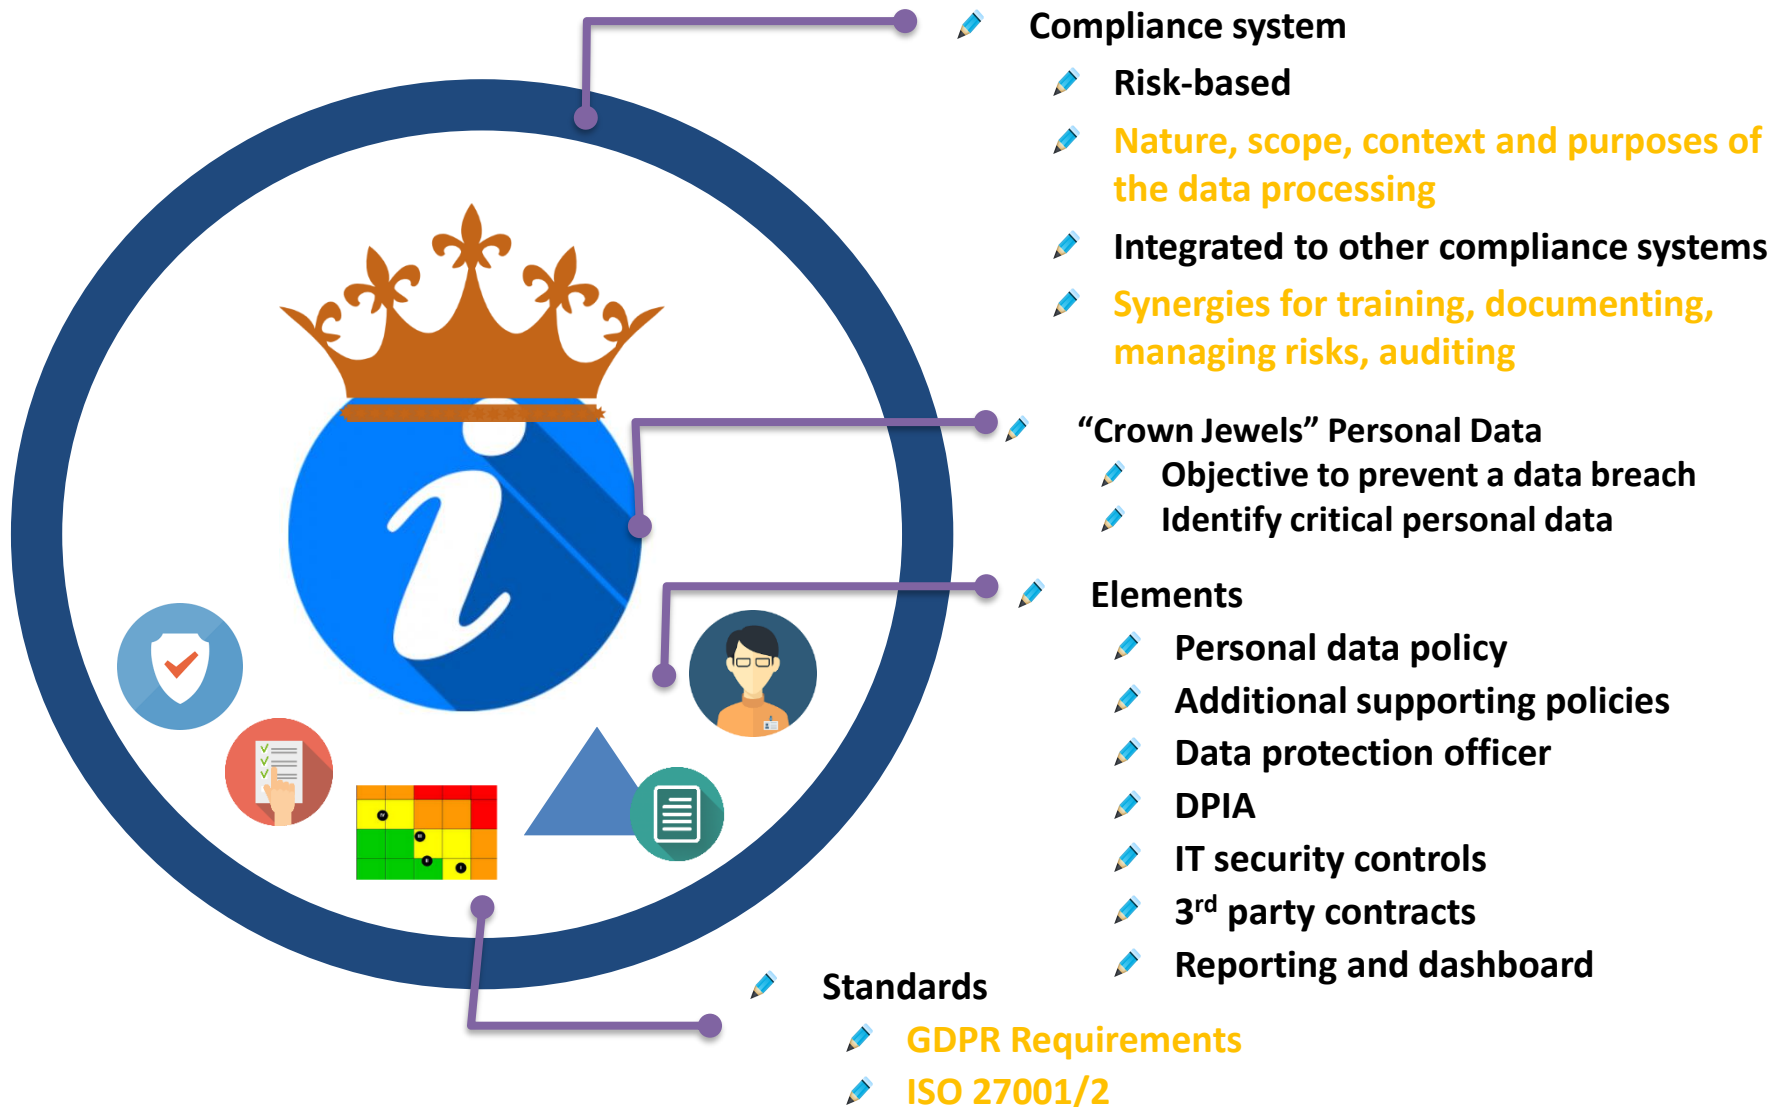 Compliance system
Risk-based
Nature, scope, context and purposes of
the data processing
Integrated to other compliance systems
Synergies for training, documenting,
managing risks, auditing
“Crown Jewels” Personal Data
Objective to prevent a data breach
Identify critical personal data
Elements
Personal data policy
Additional supporting policies
Data protection officer
DPIA
IT security controls
3rd party contracts
Reporting and dashboard
Standards
GDPR Requirements
ISO 27001/2